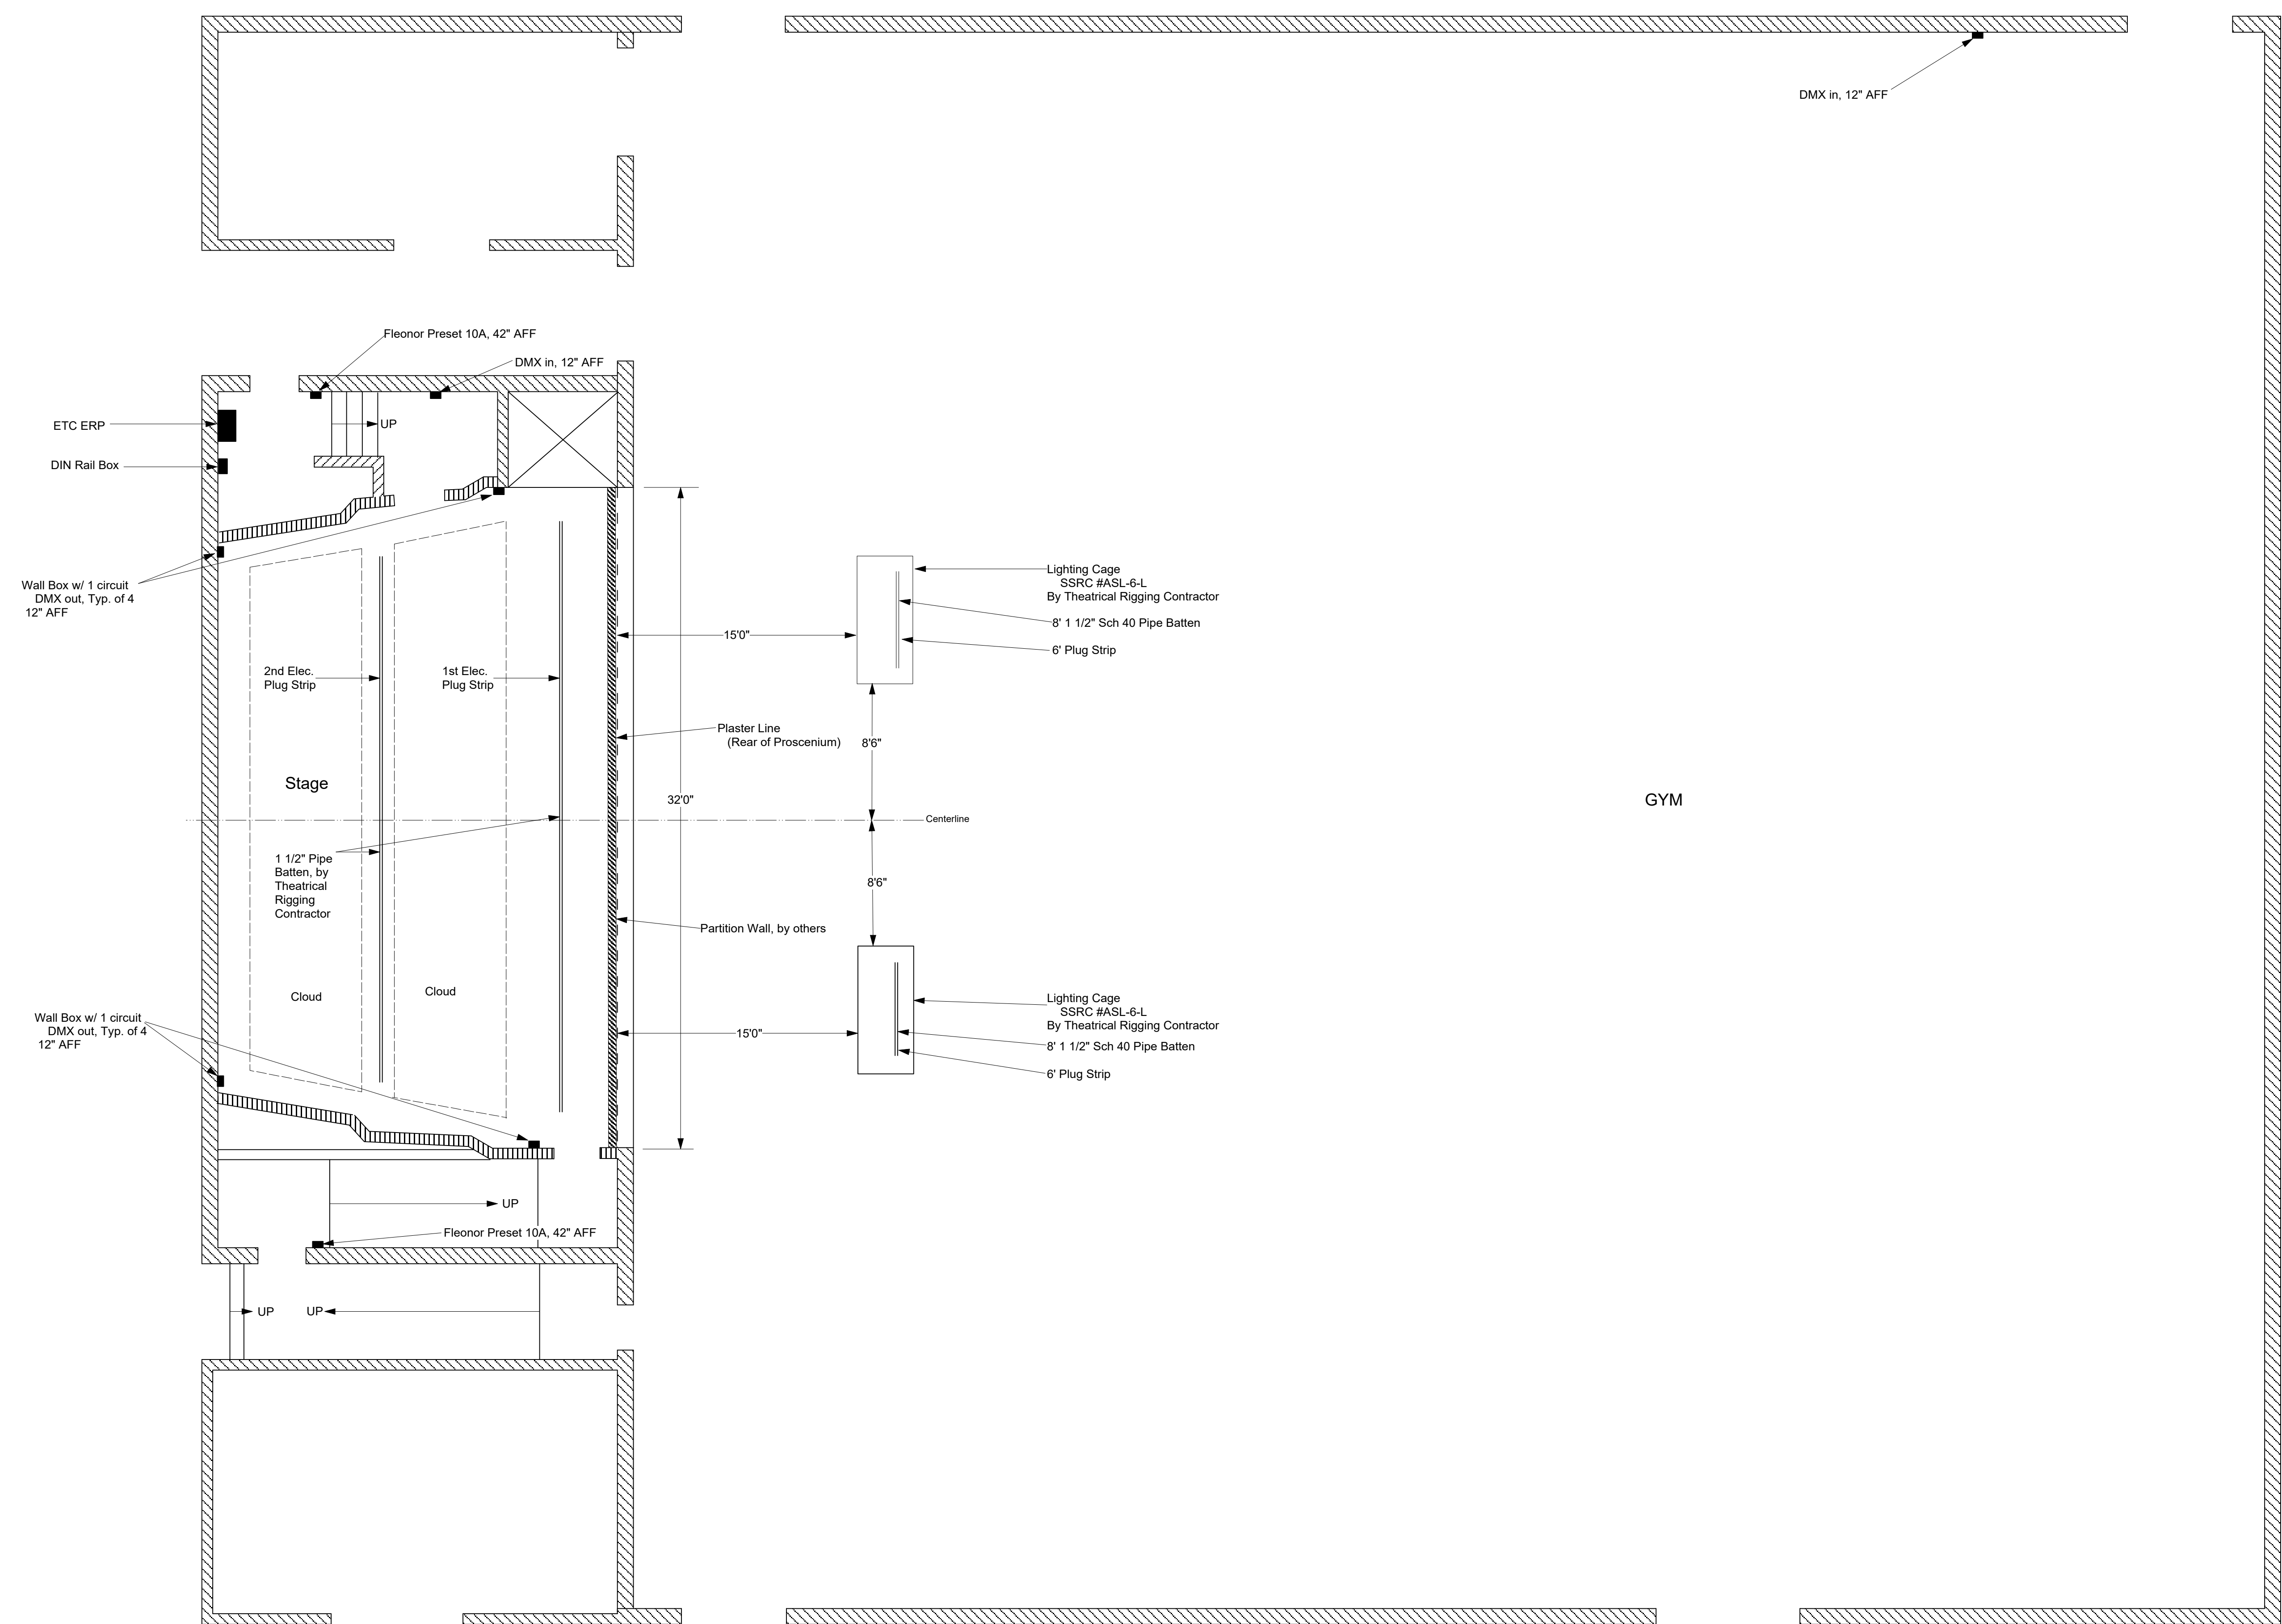 DMX in, 12" AFF
Fleonor Preset 10A, 42" AFF
DMX in, 12" AFF
ETC ERP
UP
DIN Rail Box
Wall Box w/ 1 circuit
DMX out, Typ. of 4
12" AFF
Lighting Cage
SSRC #ASL-6-L
By Theatrical Rigging Contractor
8' 1 1/2" Sch 40 Pipe Batten
15'0"
6' Plug Strip
2nd Elec.
Plug Strip
1st Elec.
Plug Strip
Plaster Line
(Rear of Proscenium)
8'6"
Stage
32'0"
GYM
Centerline
1 1/2" Pipe
Batten, by
Theatrical
Rigging
Contractor
8'6"
Partition Wall, by others
Cloud
Cloud
Lighting Cage
SSRC #ASL-6-L
By Theatrical Rigging Contractor
Wall Box w/ 1 circuit
DMX out, Typ. of 4
12" AFF
15'0"
8' 1 1/2" Sch 40 Pipe Batten
6' Plug Strip
UP
Fleonor Preset 10A, 42" AFF
UP
UP